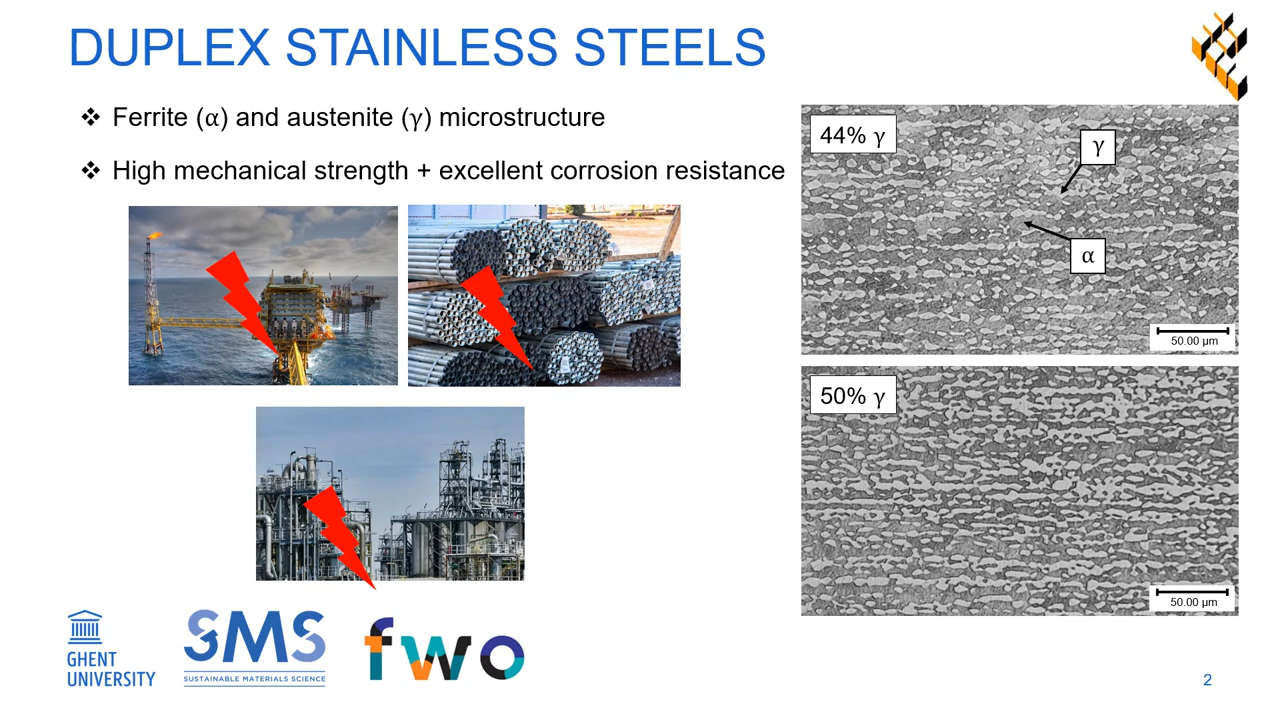 DUPLEX STAINLESS STEELS
❖ Ferrite (α) and austenite (γ) microstructure
❖ High mechanical strength + excellent corrosion resistance
44% γ
γ
α
50.00 µm
50% γ
50.00 µm
GHENT
UNIVERSITY
SMS
SUSTAINABLE MATERIALS SCIENCE
fwo
2